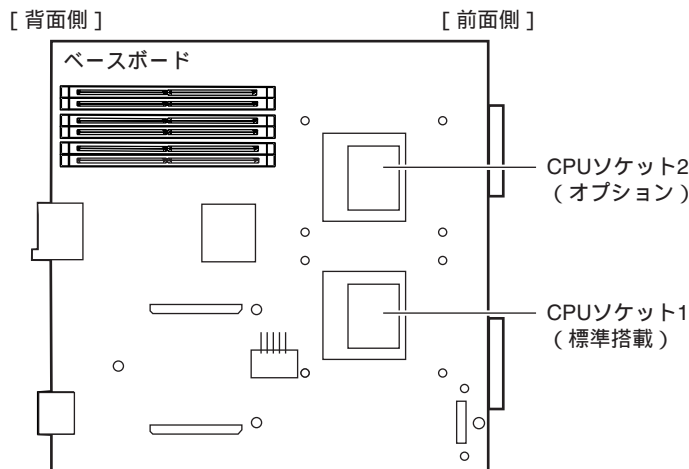 [ 背面側 ]
[ 前面側 ]
ベースボード
CPUソケット2
( オプション )
CPUソケット1
( 標準搭載 )